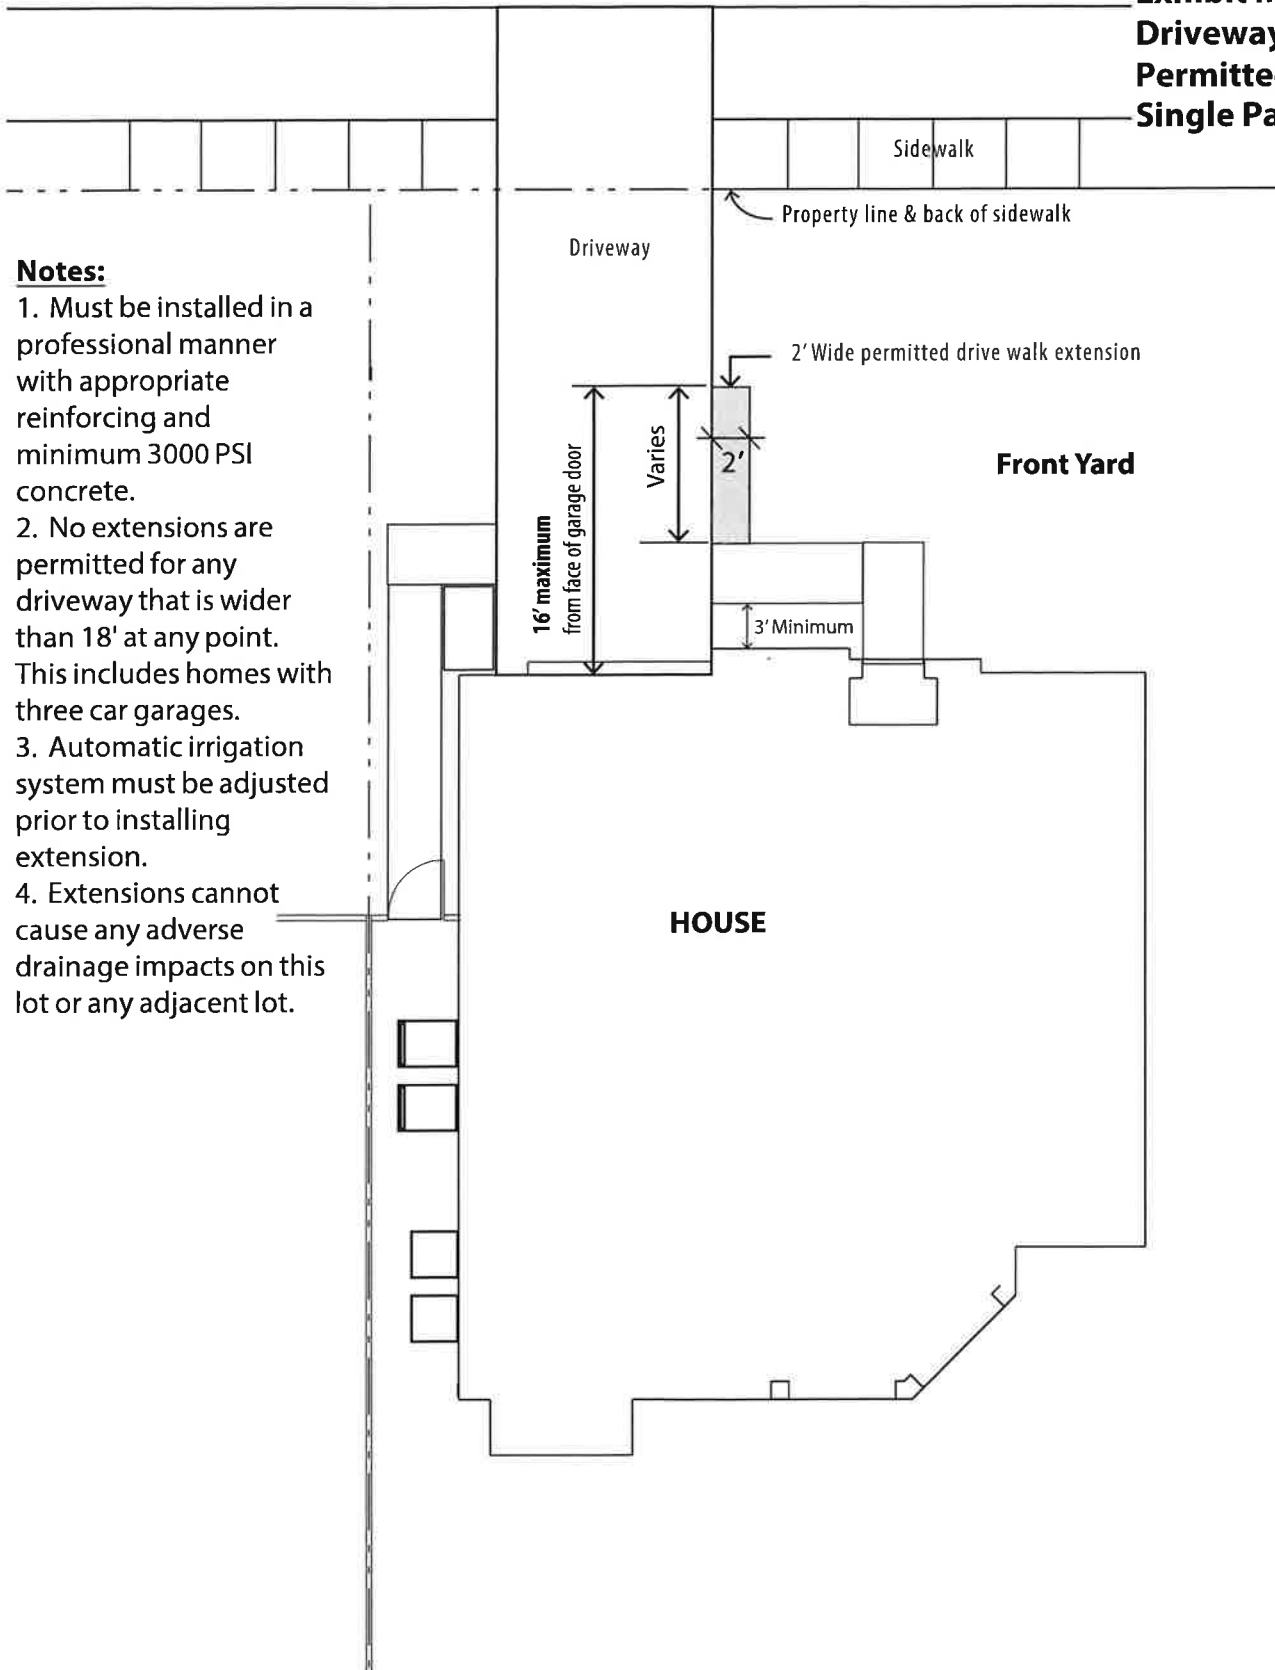 Driveway
Permitte
Single Pa
Sidewalk
Property line & back of sidewalk
Driveway
Notes:
1. Must be installed in a
professional manner
with appropriate
reinforcing and
minimum 3000 PSI
concrete.
2. No extensions are
permitted for any
driveway that is wider
than 18' at any point.
This includes homes with
three car garages.
3. Automatic irrigation
system must be adjusted
prior to installing
extension.
4. Extensions cannot
cause any adverse
drainage impacts on this
lot or any adjacent lot.
2' Wide permitted drive walk extension
16' maximum
from face of garage door
Varies
2'
Front Yard
3' Minimum
HOUSE